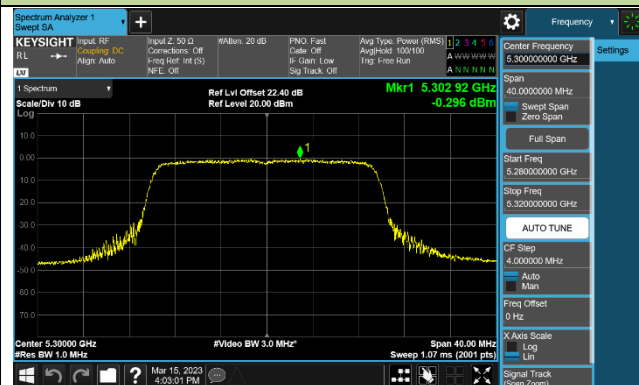 Spectrum Analyzer 1
Swept SA
Frequency
KEYSIGHT
RL
LXI
Input: RF
Coupling: DC
Align: Auto
Input Z: 50 Ω
Corrections: Off
Freq Ref: Int (S)
NFE: Off
#Atten: 20 dB
PNO: Fast
Gate: Off
IF Gain: Low
Sig Track: Off
Avg Type: Power (RMS)
Avg|Hold: 100/100
Trig: Free Run
1 2 3 4 5 6
A W W W W W
A N N N N N
1 Spectrum
Scale/Div 10 dB
Log
Ref Lvl Offset 22.40 dB
Ref Level 20.00 dBm
Mkr1 5.302 92 GHz
-0.296 dBm
1
10.0
0.00
-10.0
-20.0
-30.0
-40.0
-50.0
-60.0
-70.0
Center 5.30000 GHz
#Res BW 1.0 MHz
#Video BW 3.0 MHz*
Span 40.00 MHz
Sweep 1.07 ms (2001 pts)
Center Frequency
5.300000000 GHz
Settings
Span
40.0000000 MHz
Swept Span
Zero Span
Full Span
Start Freq
5.280000000 GHz
Stop Freq
5.320000000 GHz
AUTO TUNE
CF Step
4.000000 MHz
Auto
Man
Freq Offset
0 Hz
X Axis Scale
Log
Lin
Signal Track
(Span Zoom)
Mar 15, 2023
4:03:01 PM